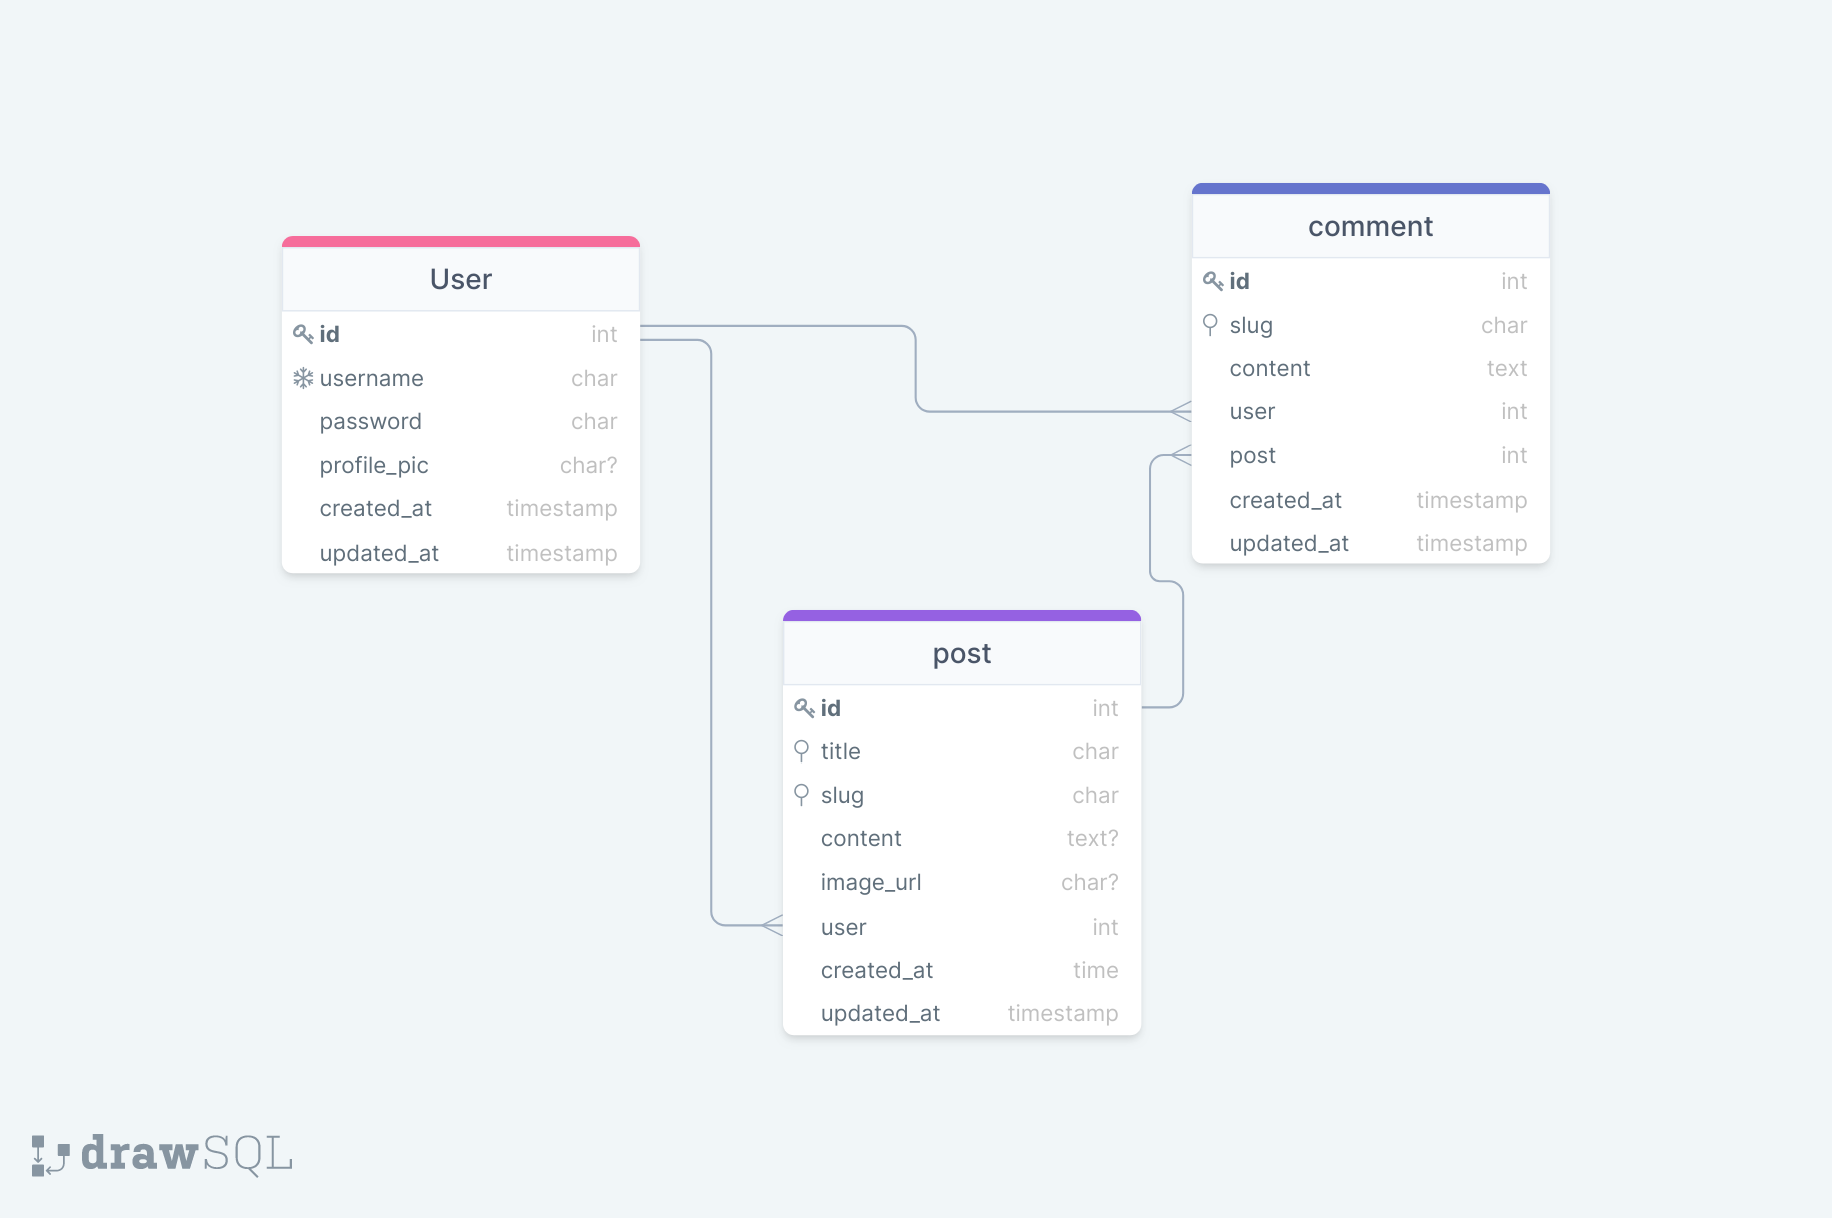 User
id int
username char
password char
profile_pic char?
created_at timestamp
updated_at timestamp
comment
id int
slug char
content text
user int
post int
created_at timestamp
updated_at timestamp
post
id int
title char
slug char
content text?
image_url char?
user int
created_at time
updated_at timestamp
drawSQL